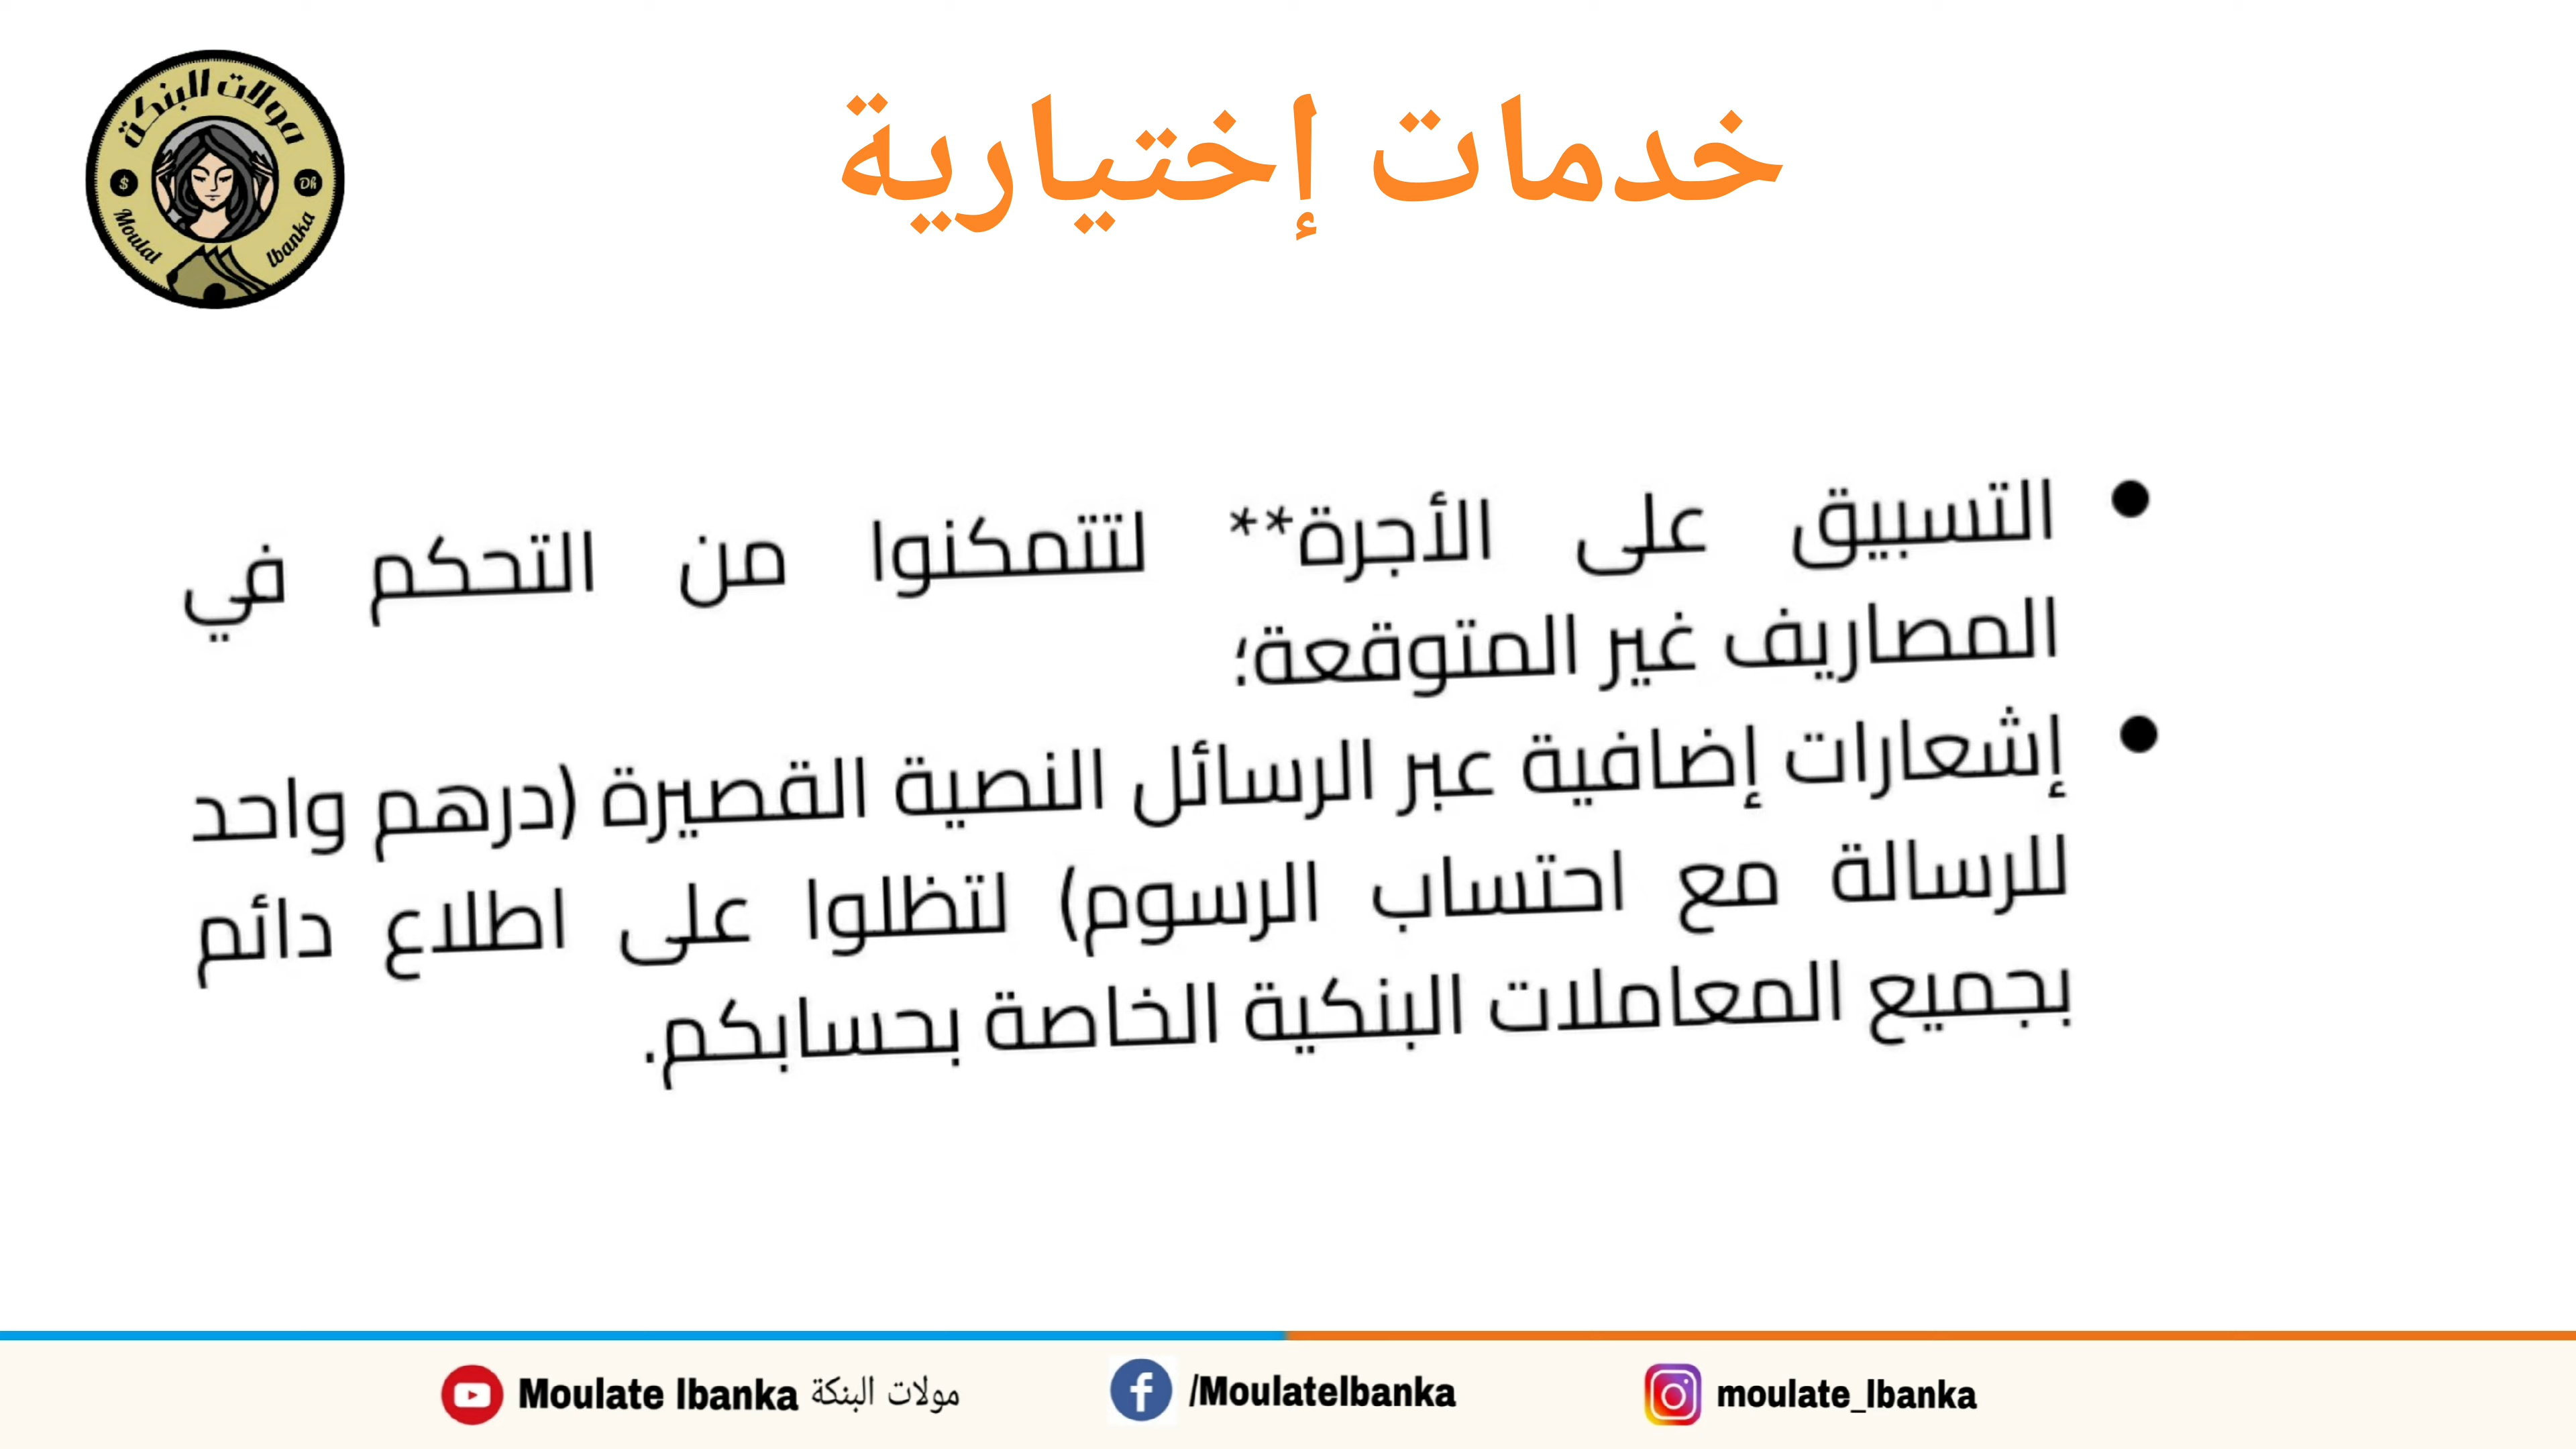 مولات البنكة
$
Dh
Moulat
lbanka
خدمات إختيارية
• التسبيق على الأجرة** لتتمكنوا من التحكم في
المصاريف غير المتوقعة؛
• إشعارات إضافية عبر الرسائل النصية القصيرة (درهم واحد
للرسالة مع احتساب الرسوم) لتظلوا على اطلاع دائم
بجميع المعاملات البنكية الخاصة بحسابكم.
Moulate lbanka مولات البنكة
/Moulatelbanka
moulate_lbanka